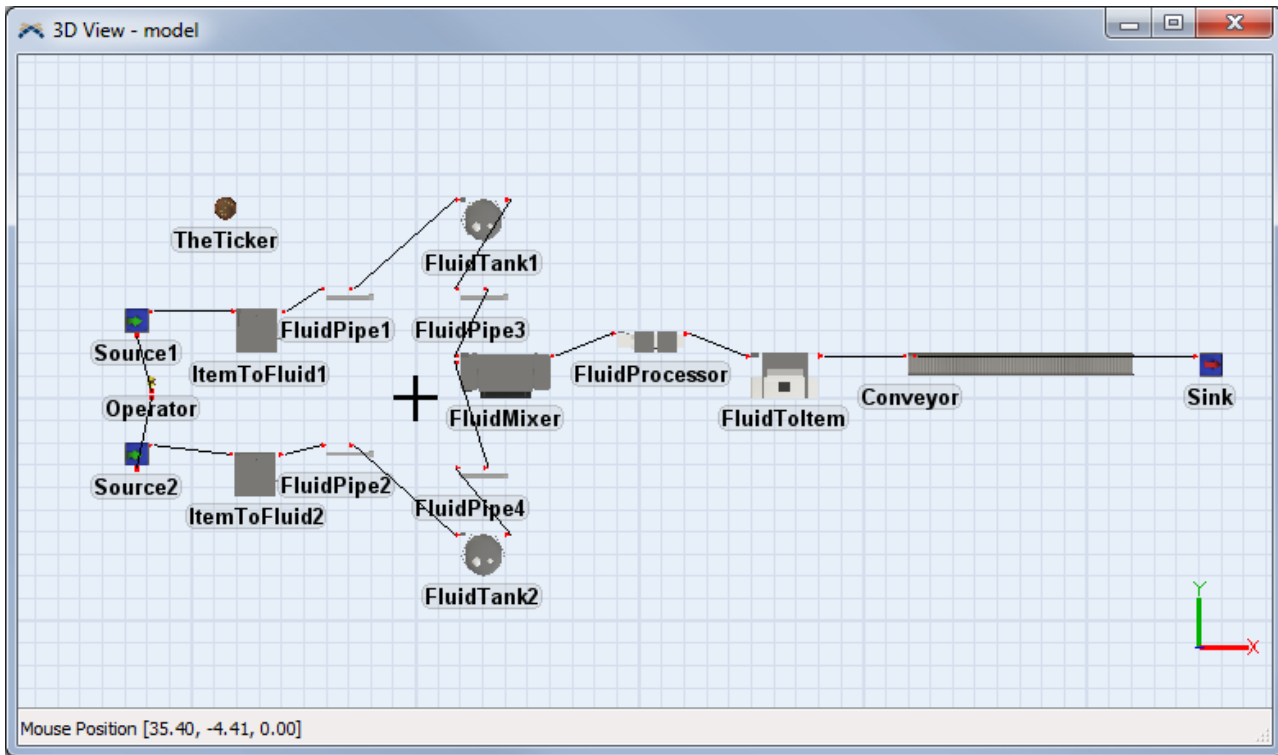 3D View - model
TheTicker
FluidTank1
FluidPipe1
FluidPipe3
Source1
ItemToFluid1
FluidProcessor
Operator
FluidMixer
FluidToItem
Conveyor
Sink
Source2
FluidPipe2
ItemToFluid2
FluidPipe4
FluidTank2
Y
X
Mouse Position [35.40, -4.41, 0.00]